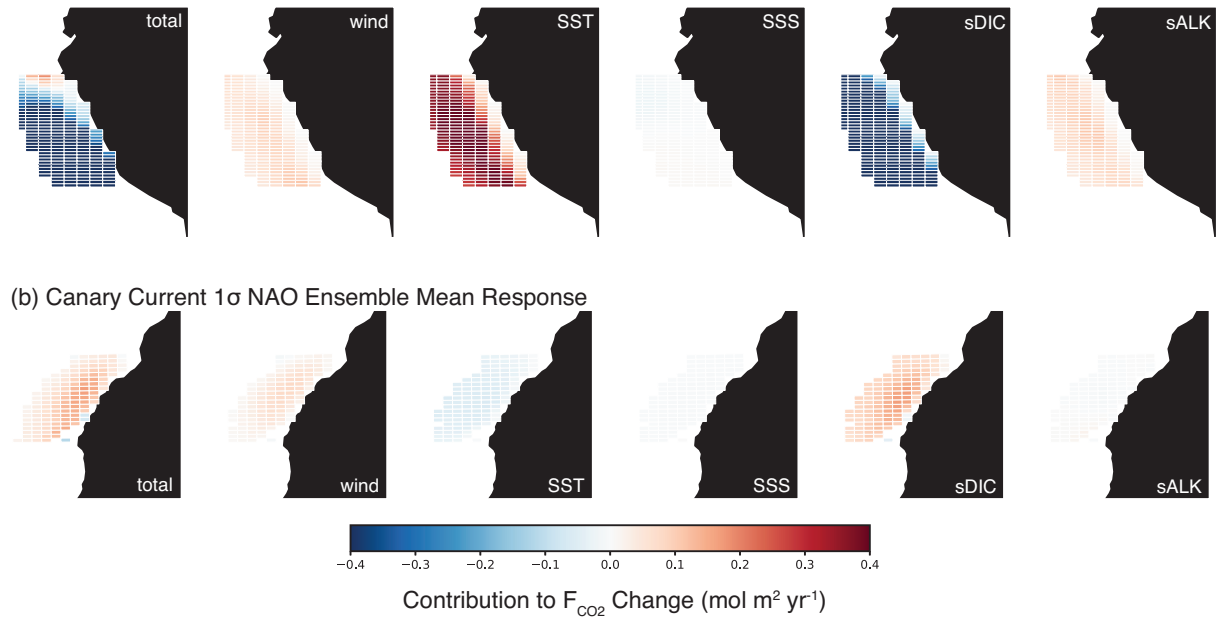 total wind SST SSS sDIC sALK
(b) Canary Current 1σ NAO Ensemble Mean Response
total wind SST SSS sDIC sALK
−0.4 −0.3 −0.2 −0.1 0.0 0.1 0.2 0.3 0.4
Contribution to F_CO2 Change (mol m² yr⁻¹)